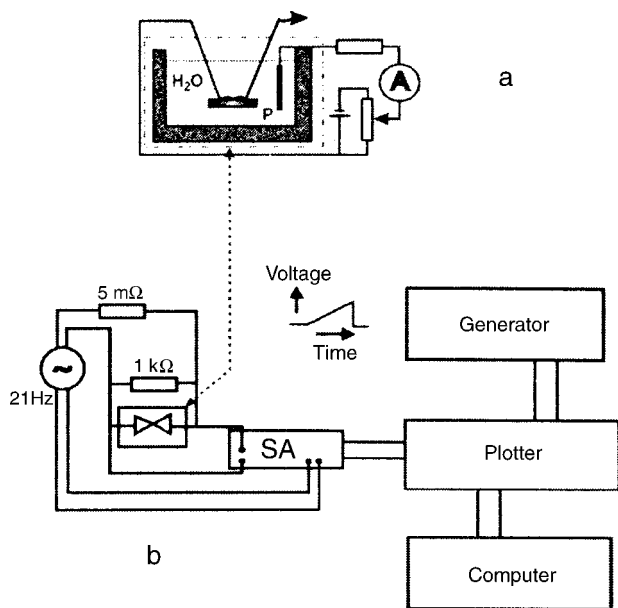 H₂O
P
A
a
5 mΩ
1 kΩ
~
21Hz
Voltage
Time
Generator
SA
Plotter
Computer
b